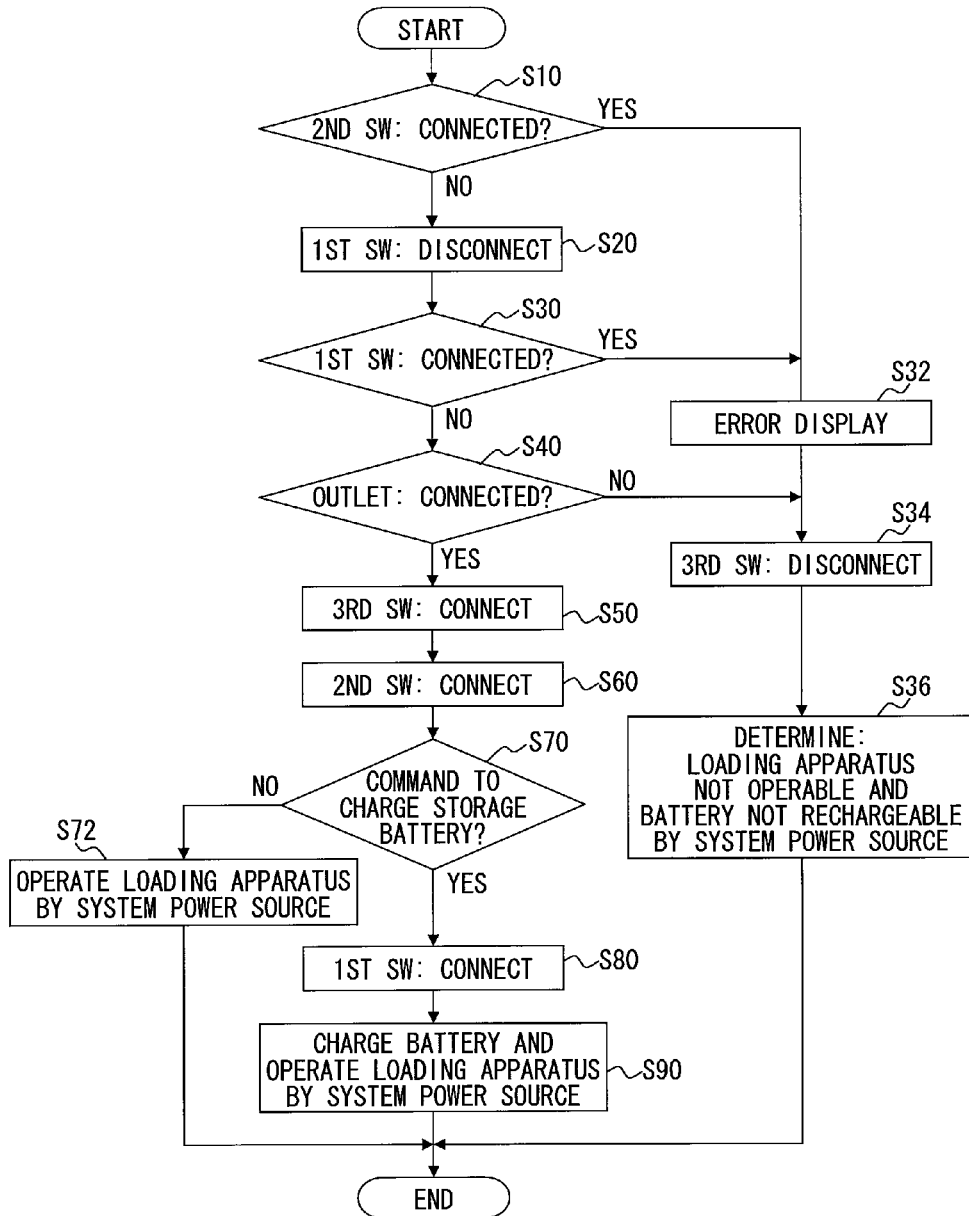 START
S10
2ND SW: CONNECTED?
YES
NO
1ST SW: DISCONNECT
S20
S30
1ST SW: CONNECTED?
YES
NO
S32
ERROR DISPLAY
S40
OUTLET: CONNECTED?
NO
YES
S34
3RD SW: DISCONNECT
3RD SW: CONNECT
S50
2ND SW: CONNECT
S60
S36
DETERMINE:
LOADING APPARATUS
NOT OPERABLE AND
BATTERY NOT RECHARGEABLE
BY SYSTEM POWER SOURCE
S70
COMMAND TO
CHARGE STORAGE
BATTERY?
NO
YES
S72
OPERATE LOADING APPARATUS
BY SYSTEM POWER SOURCE
1ST SW: CONNECT
S80
CHARGE BATTERY AND
OPERATE LOADING APPARATUS
BY SYSTEM POWER SOURCE
S90
END